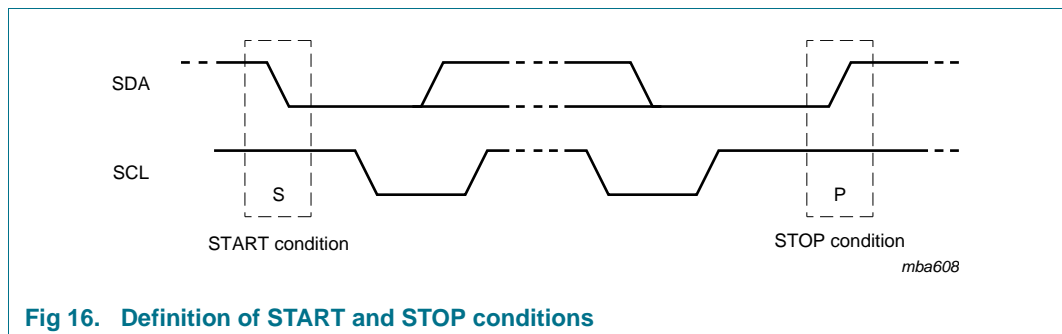 SDA
SCL
S
P
START condition
STOP condition
mba608
Fig 16. Definition of START and STOP conditions